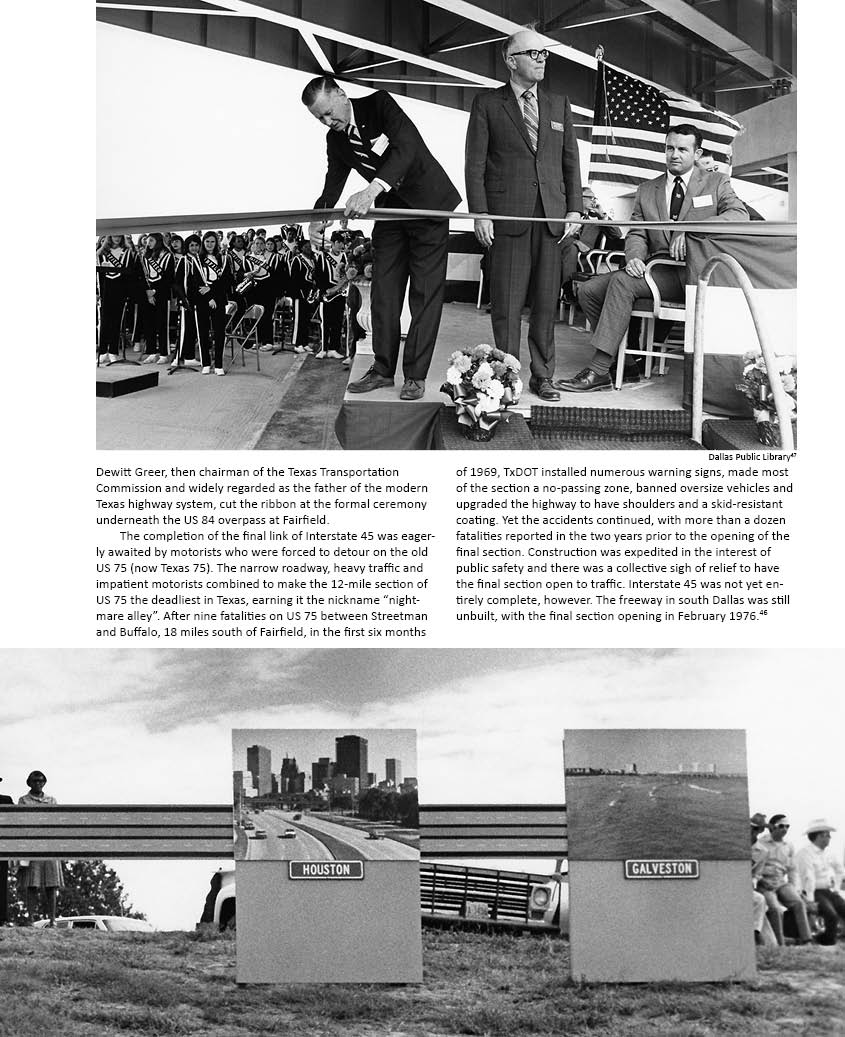 Dallas Public Library⁴⁷
Dewitt Greer, then chairman of the Texas Transportation
Commission and widely regarded as the father of the modern
Texas highway system, cut the ribbon at the formal ceremony
underneath the US 84 overpass at Fairfield.
The completion of the final link of Interstate 45 was eager-
ly awaited by motorists who were forced to detour on the old
US 75 (now Texas 75). The narrow roadway, heavy traffic and
impatient motorists combined to make the 12-mile section of
US 75 the deadliest in Texas, earning it the nickname “night-
mare alley”. After nine fatalities on US 75 between Streetman
and Buffalo, 18 miles south of Fairfield, in the first six months
of 1969, TxDOT installed numerous warning signs, made most
of the section a no-passing zone, banned oversize vehicles and
upgraded the highway to have shoulders and a skid-resistant
coating. Yet the accidents continued, with more than a dozen
fatalities reported in the two years prior to the opening of the
final section. Construction was expedited in the interest of
public safety and there was a collective sigh of relief to have
the final section open to traffic. Interstate 45 was not yet en-
tirely complete, however. The freeway in south Dallas was still
unbuilt, with the final section opening in February 1976.⁴⁶
HOUSTON
GALVESTON